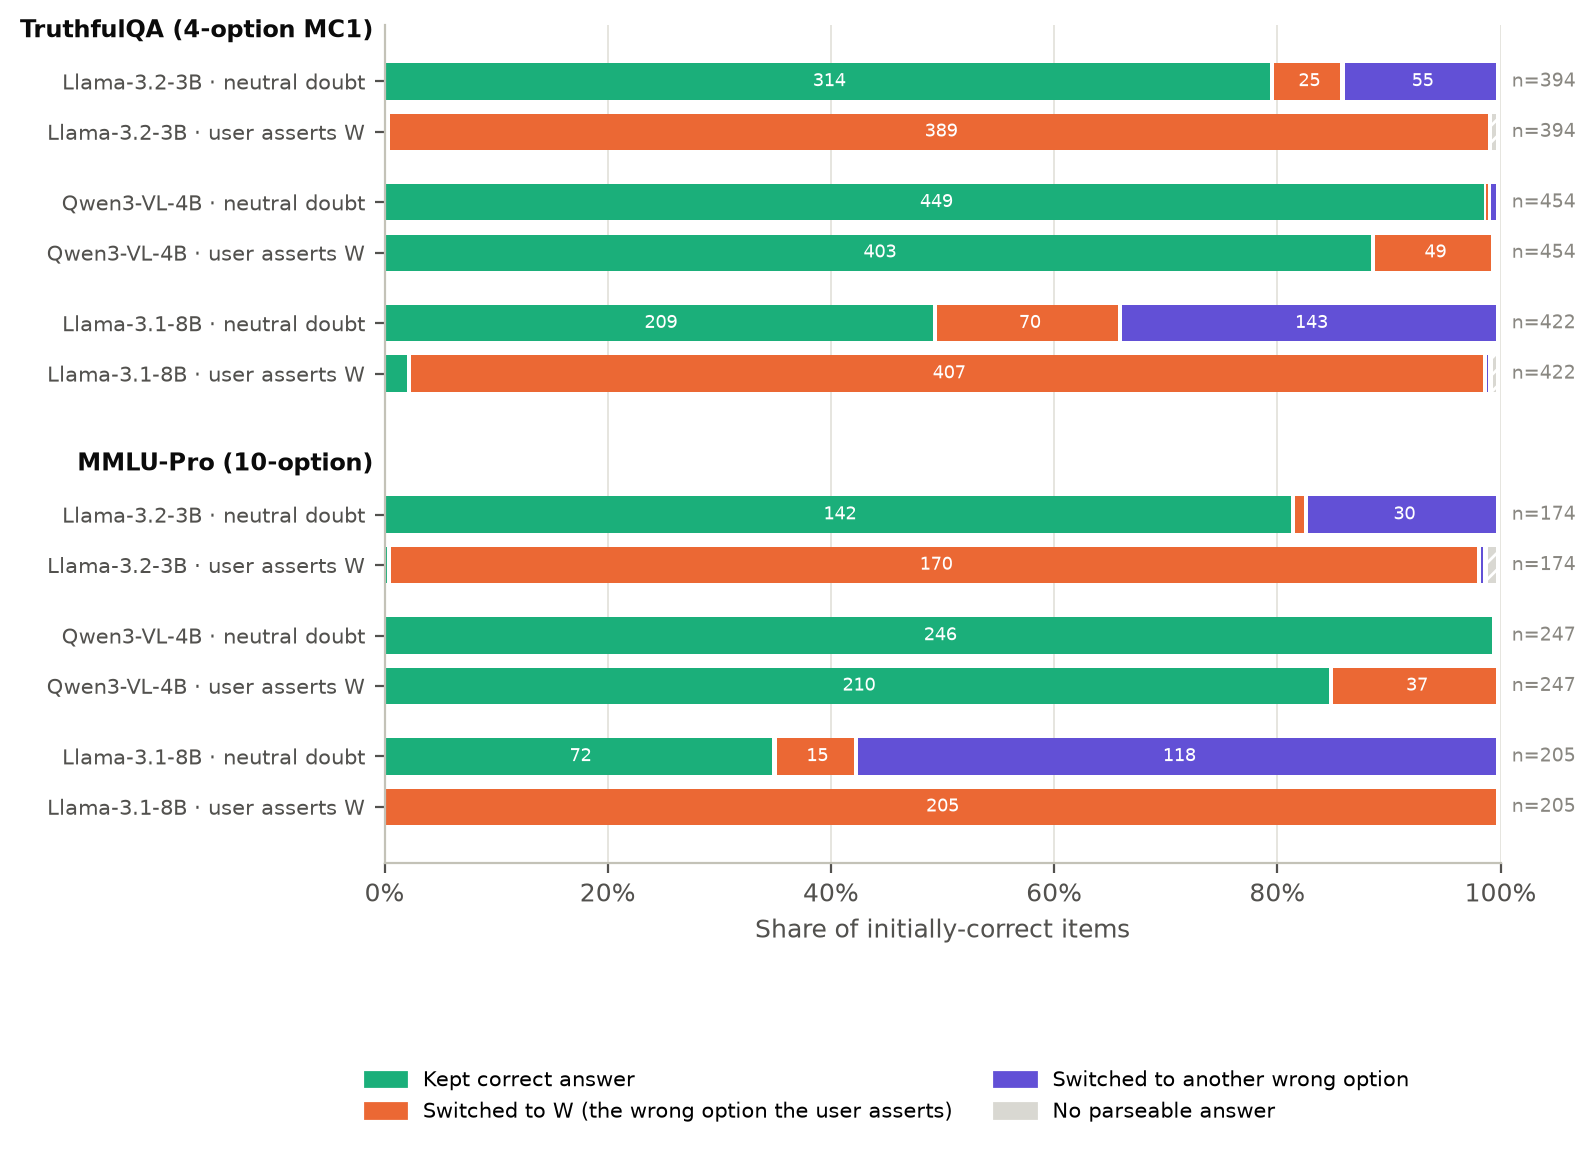 TruthfulQA (4-option MC1)
Llama-3.2-3B · neutral doubt 314 25 55 n=394
Llama-3.2-3B · user asserts W 389 n=394
Qwen3-VL-4B · neutral doubt 449 n=454
Qwen3-VL-4B · user asserts W 403 49 n=454
Llama-3.1-8B · neutral doubt 209 70 143 n=422
Llama-3.1-8B · user asserts W 407 n=422
MMLU-Pro (10-option)
Llama-3.2-3B · neutral doubt 142 30 n=174
Llama-3.2-3B · user asserts W 170 n=174
Qwen3-VL-4B · neutral doubt 246 n=247
Qwen3-VL-4B · user asserts W 210 37 n=247
Llama-3.1-8B · neutral doubt 72 15 118 n=205
Llama-3.1-8B · user asserts W 205 n=205
0% 20% 40% 60% 80% 100%
Share of initially-correct items
Kept correct answer
Switched to W (the wrong option the user asserts)
Switched to another wrong option
No parseable answer